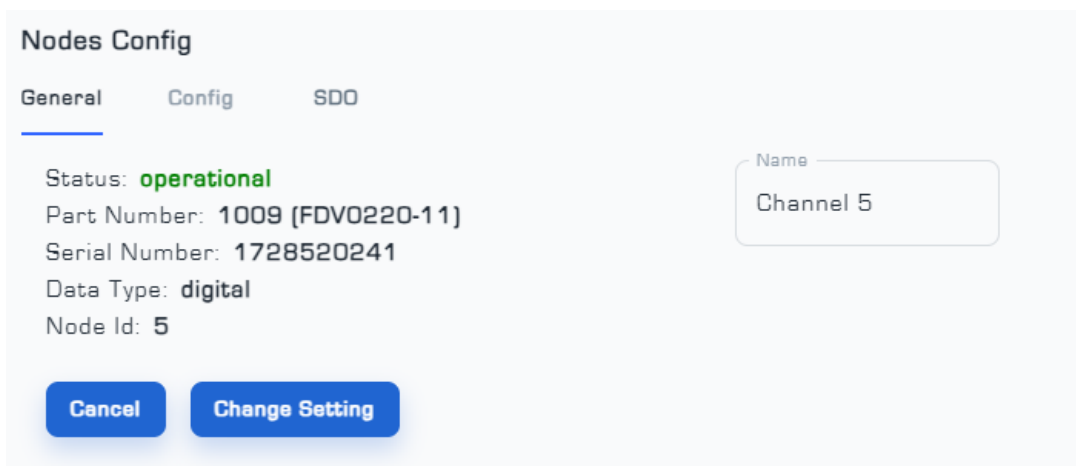 Nodes Config
General Config SDO
Name
Status: operational
Channel 5
Part Number: 1009 (FDV0220-11)
Serial Number: 1728520241
Data Type: digital
Node Id: 5
Cancel Change Setting